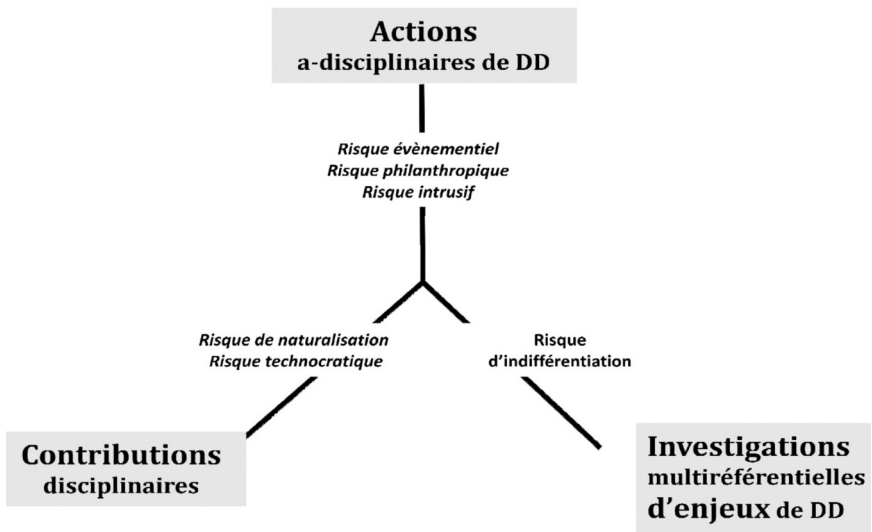 Actions
a-disciplinaires de DD
Risque évènementiel
Risque philanthropique
Risque intrusif
Risque de naturalisation
Risque technocratique
Risque
d'indifférentiation
Contributions
disciplinaires
Investigations
multiréférentielles
d'enjeux de DD